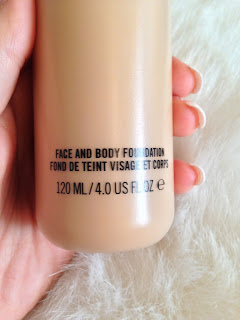 FACE AND BODY FOUNDATION
FOND DE TEINT VISAGE ET CORPS
120 ML / 4.0 US FL OZ ℮